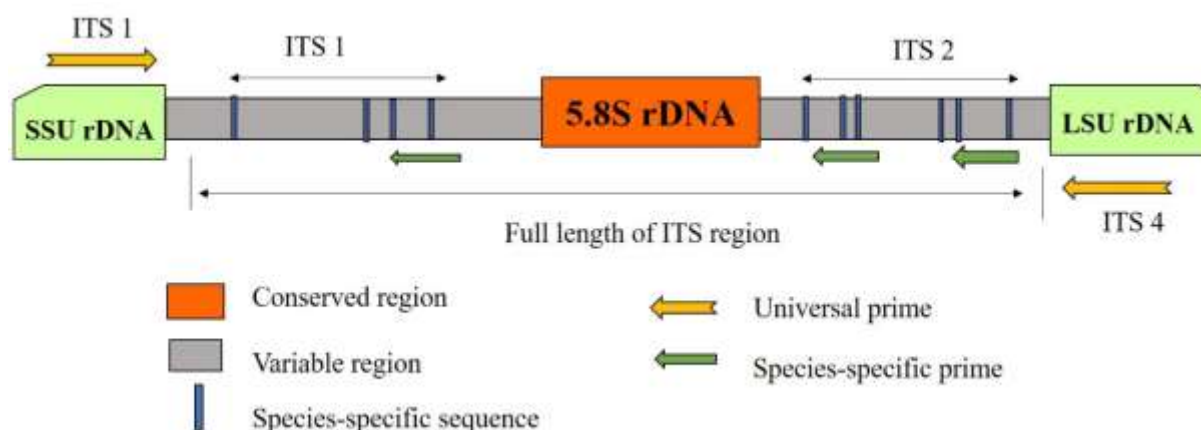 ITS 1
ITS 1
ITS 2
SSU rDNA
5.8S rDNA
LSU rDNA
Full length of ITS region
ITS 4
Conserved region
Universal prime
Variable region
Species-specific prime
Species-specific sequence